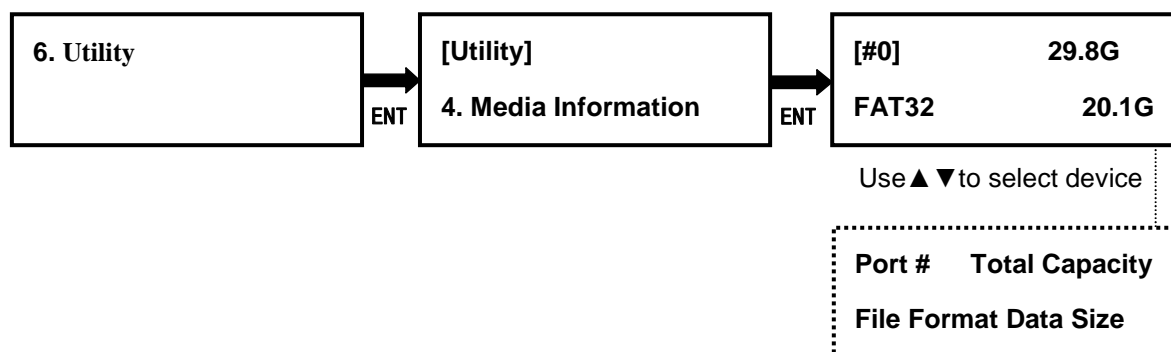 6. Utility
ENT
[Utility]
4. Media Information
ENT
[#0] 29.8G
FAT32 20.1G
Use▲▼to select device
Port # Total Capacity
File Format Data Size